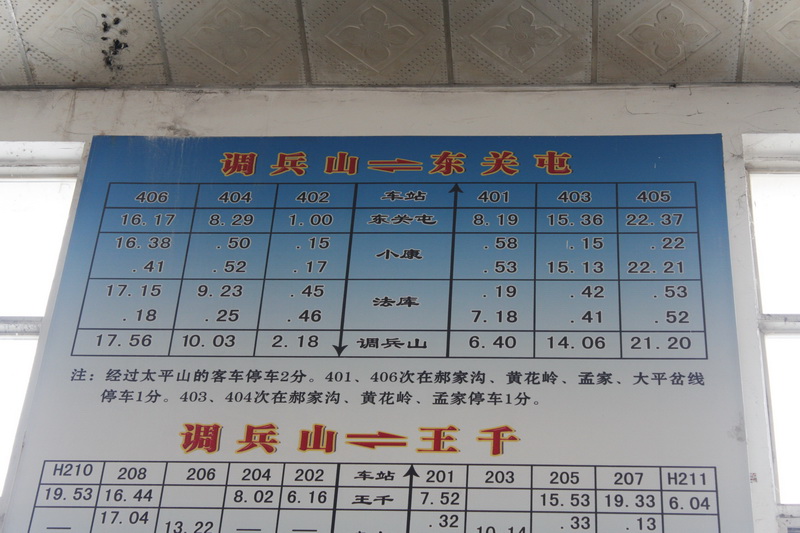 调兵山⇌东关屯
406 404 402 车站 401 403 405
16.17 8.29 1.00 东关屯 8.19 15.36 22.37
16.38 .50 .15 小康 .58 .15 .22
.41 .52 .17 .53 15.13 22.21
17.15 9.23 .45 法库 .19 .42 .53
.18 .25 .46 7.18 .41 .52
17.56 10.03 2.18 调兵山 6.40 14.06 21.20
注：经过太平山的客车停车2分。401、406次在郝家沟、黄花岭、孟家、大平岔线
停车1分。403、404次在郝家沟、黄花岭、孟家停车1分。
调兵山⇌王千
H210 208 206 204 202 车站 201 203 205 207 H211
19.53 16.44 8.02 6.16 王千 7.52 15.53 19.33 6.04
17.04 .32 .33 .13
— 13.22 — — 10.14 —